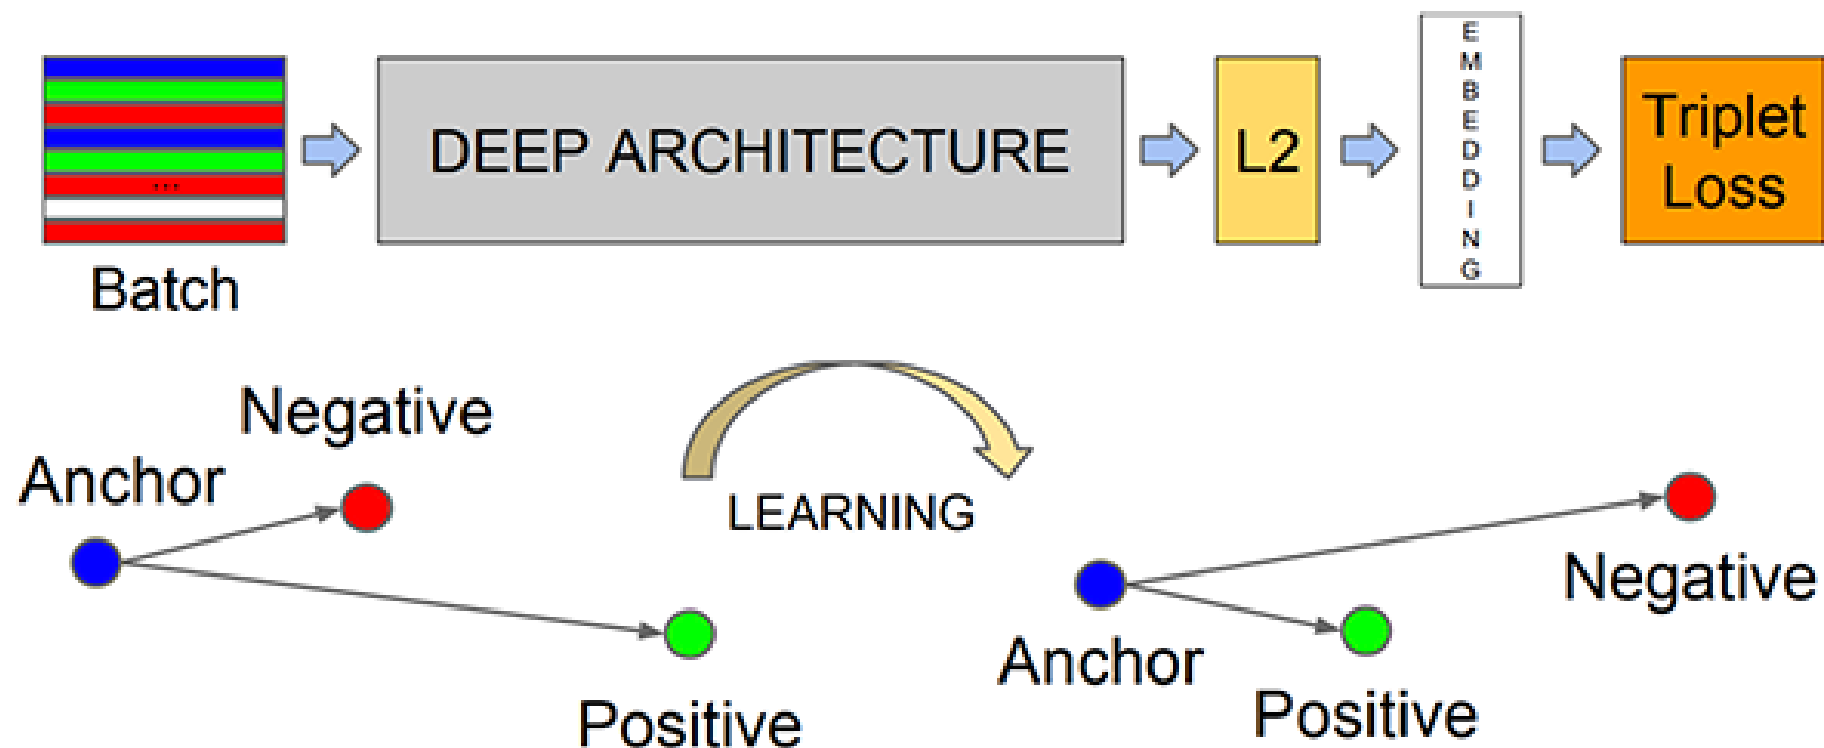 DEEP ARCHITECTURE
L2
EMBEDDING
Triplet
Loss
...
Batch
Negative
Anchor
Positive
LEARNING
Negative
Anchor
Positive